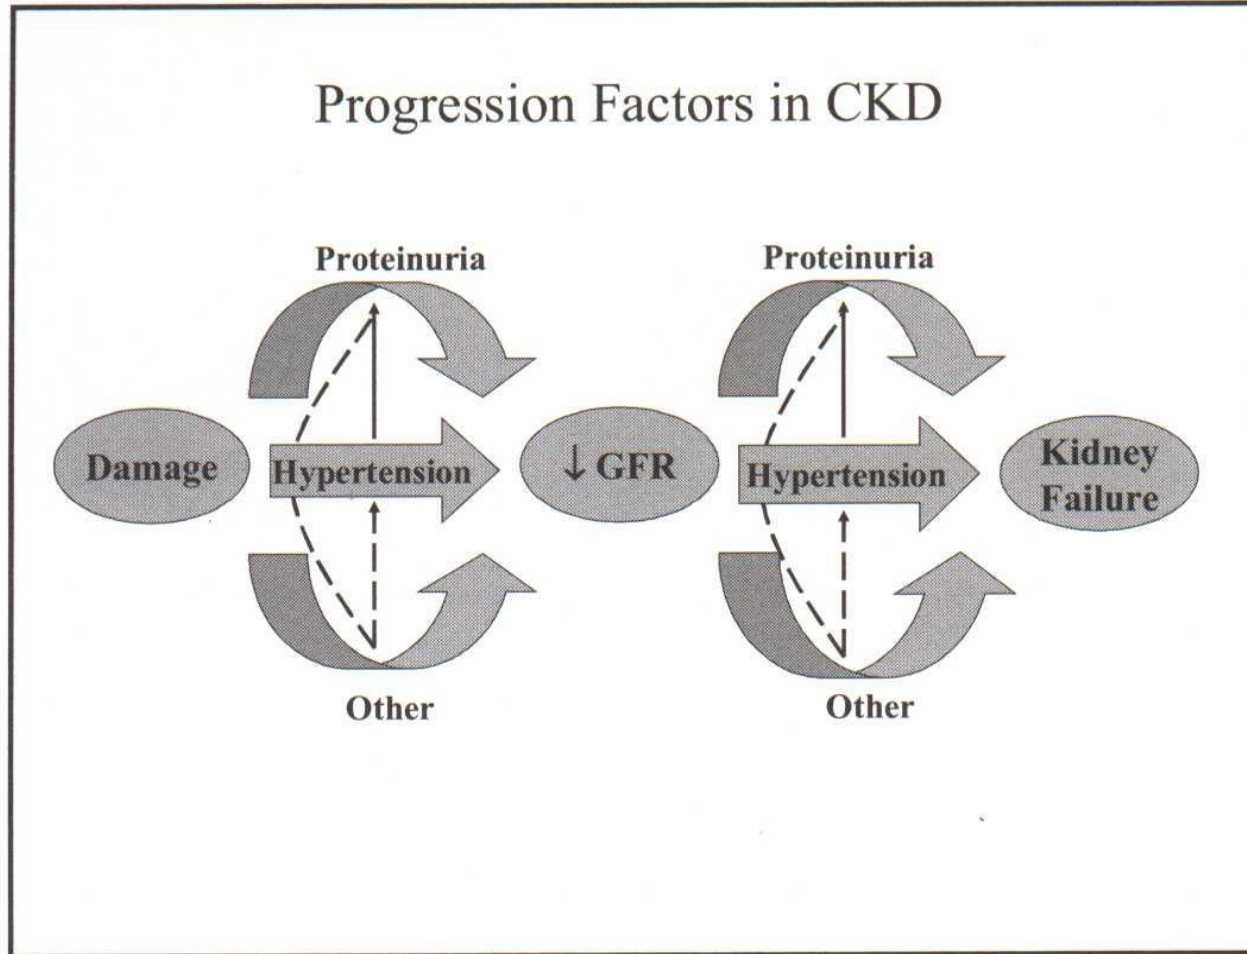 Progression Factors in CKD
Proteinuria
Proteinuria
Damage
Hypertension
↓ GFR
Hypertension
Kidney
Failure
Other
Other